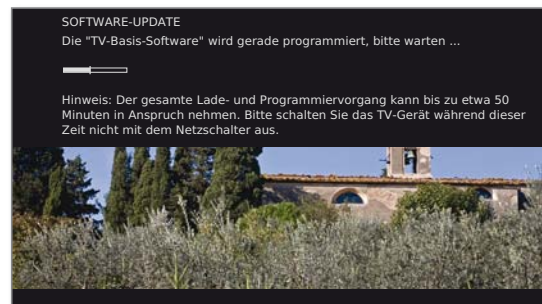 SOFTWARE-UPDATE
Die "TV-Basis-Software" wird gerade programmiert, bitte warten ...
Hinweis: Der gesamte Lade- und Programmiervorgang kann bis zu etwa 50
Minuten in Anspruch nehmen. Bitte schalten Sie das TV-Gerät während dieser
Zeit nicht mit dem Netzschalter aus.